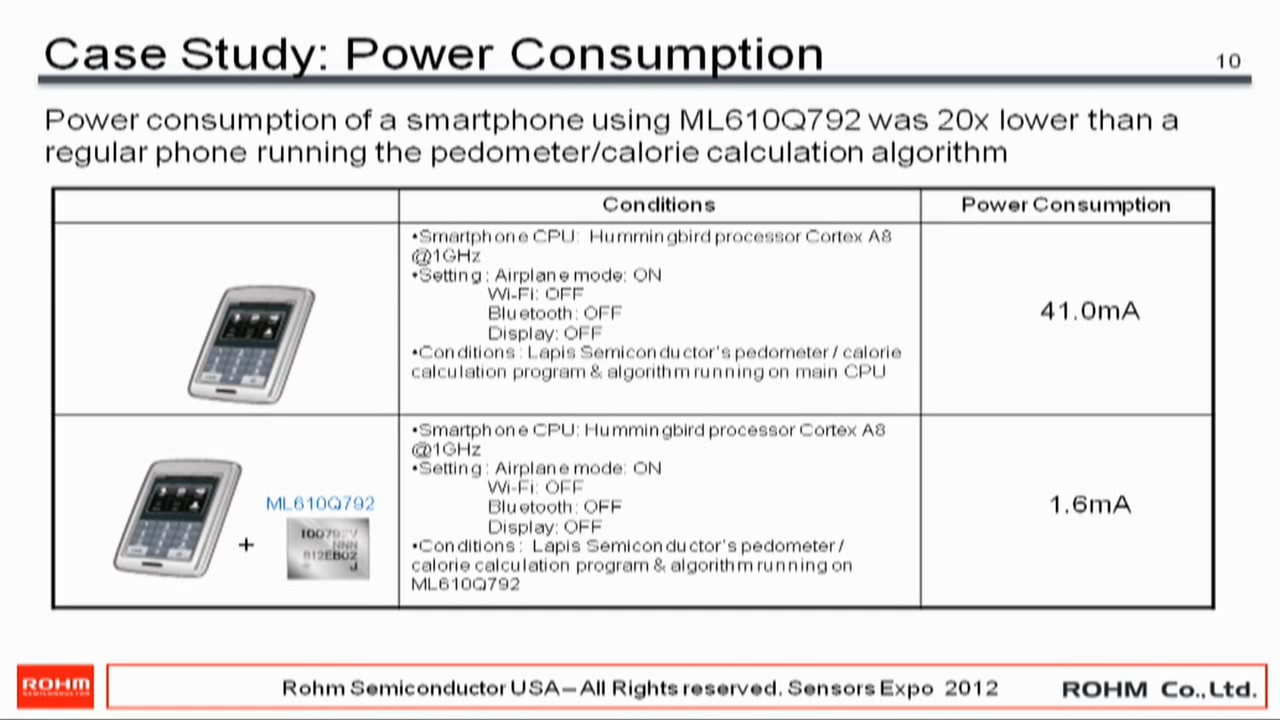 Case Study: Power Consumption
10
Power consumption of a smartphone using ML610Q792 was 20x lower than a
regular phone running the pedometer/calorie calculation algorithm
Conditions
Power Consumption
•Smartphone CPU: Hummingbird processor Cortex A8
@1GHz
•Setting: Airplane mode: ON
Wi-Fi: OFF
Bluetooth: OFF
Display: OFF
•Conditions: Lapis Semiconductor's pedometer / calorie
calculation program & algorithm running on main CPU
41.0mA
•Smartphone CPU: Hummingbird processor Cortex A8
@1GHz
•Setting: Airplane mode: ON
Wi-Fi: OFF
Bluetooth: OFF
Display: OFF
•Conditions: Lapis Semiconductor's pedometer /
calorie calculation program & algorithm running on
ML610Q792
1.6mA
ML610Q792
+
NNN
812EB02
J
ROHM
SEMICONDUCTOR
Rohm Semiconducor USA–All Rights reserved. Sensors Expo 2012
ROHM Co.,Ltd.